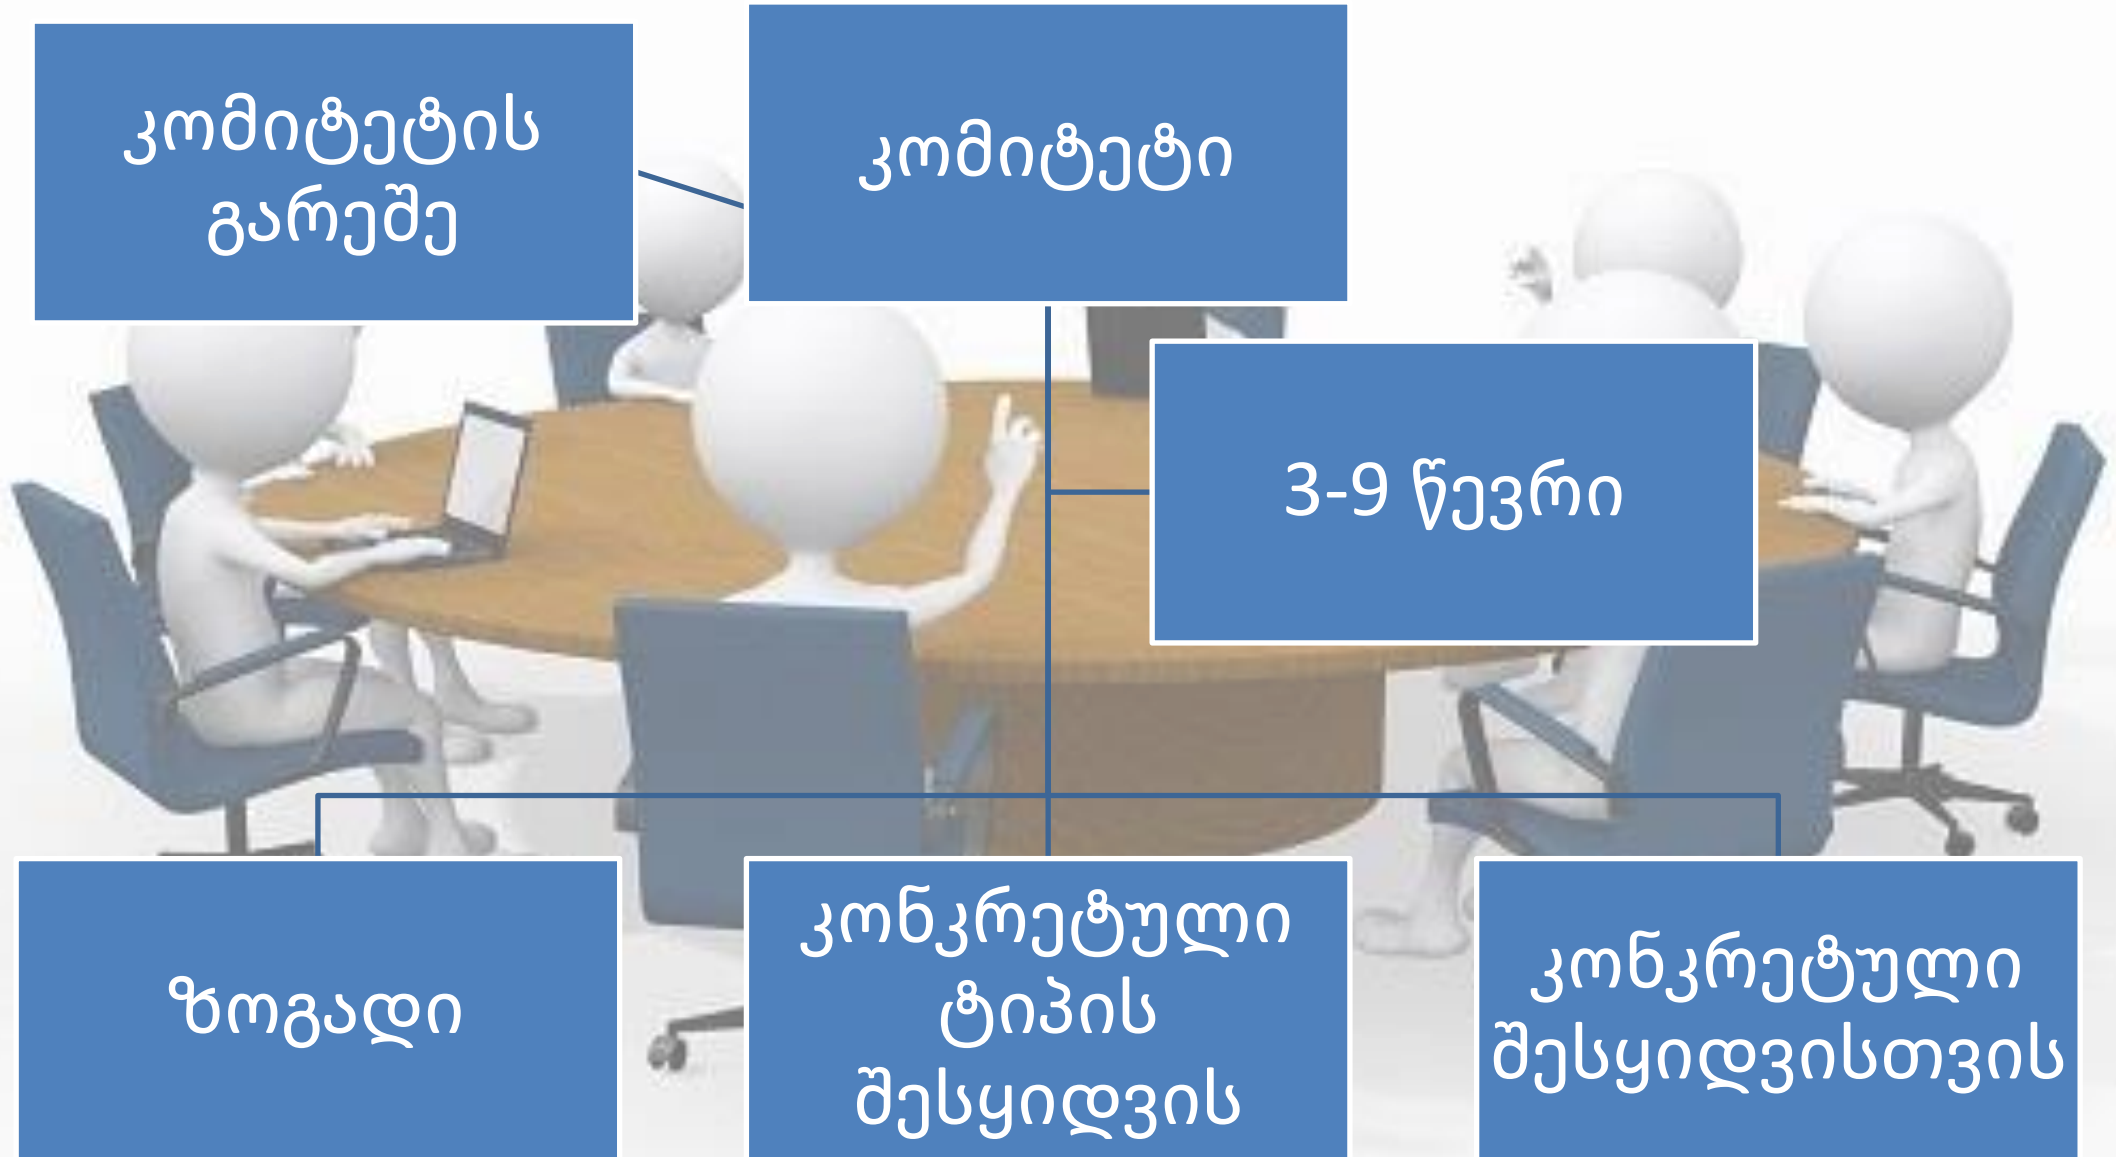 კომიტეტის
გარეშე
კომიტეტი
3-9 წევრი
ზოგადი
კონკრეტული
ტიპის
შესყიდვის
კონკრეტული
შესყიდვისთვის